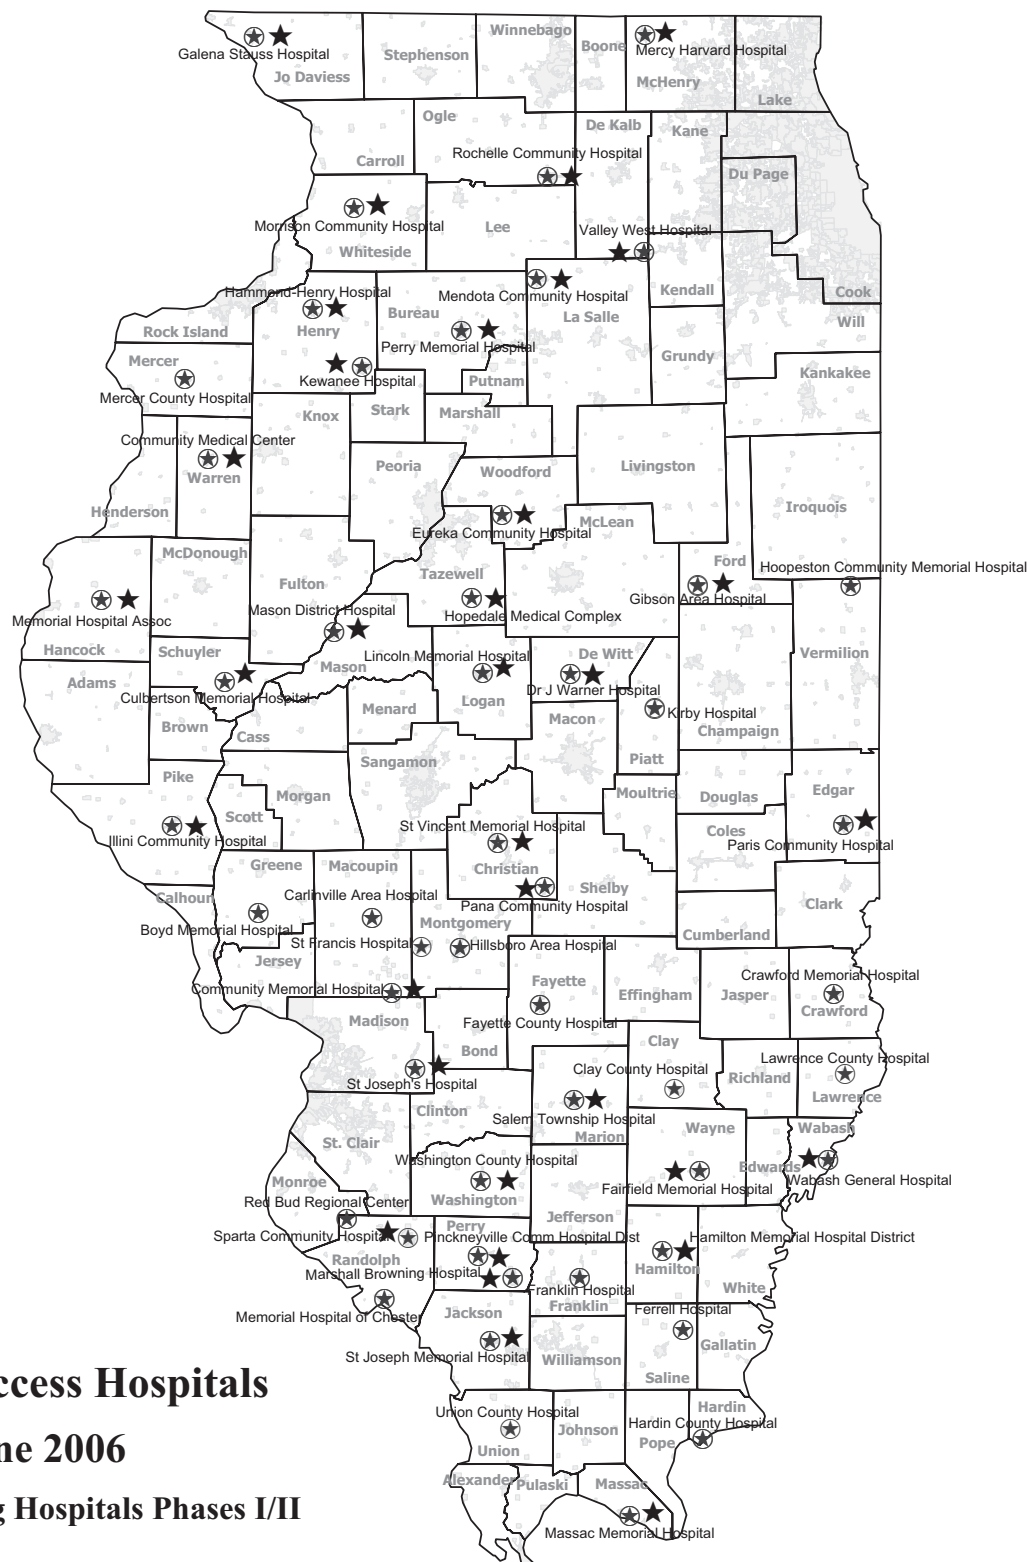 Winnebago
Boone
Stephenson
Galena Stauss Hospital
Mercy Harvard Hospital
Jo Daviess
McHenry
Lake
Ogle
De Kalb
Kane
Rochelle Community Hospital
Carroll
Du Page
Morrison Community Hospital
Lee
Valley West Hospital
Whiteside
Hammond-Henry Hospital
Mendota Community Hospital
Kendall
Cook
Bureau
La Salle
Will
Rock Island
Henry
Perry Memorial Hospital
Grundy
Mercer
Kewanee Hospital
Putnam
Kankakee
Mercer County Hospital
Knox
Stark
Marshall
Community Medical Center
Peoria
Woodford
Livingston
Warren
Henderson
Iroquois
McLean
Eureka Community Hospital
McDonough
Ford
Hoopeston Community Memorial Hospital
Tazewell
Fulton
Gibson Area Hospital
Mason District Hospital
Hopedale Medical Complex
Memorial Hospital Assoc
Hancock
Schuyler
Lincoln Memorial Hospital
De Witt
Vermilion
Mason
Adams
Dr J Warner Hospital
Culbertson Memorial Hospital
Logan
Menard
Kirby Hospital
Brown
Macon
Champaign
Cass
Sangamon
Piatt
Pike
Morgan
Moultrie
Douglas
Edgar
Scott
St Vincent Memorial Hospital
Coles
Illini Community Hospital
Paris Community Hospital
Greene
Macoupin
Christian
Shelby
Calhoun
Carlinville Area Hospital
Pana Community Hospital
Clark
Boyd Memorial Hospital
Montgomery
St Francis Hospital
Hillsboro Area Hospital
Cumberland
Jersey
Crawford Memorial Hospital
Community Memorial Hospital
Fayette
Effingham
Jasper
Crawford
Madison
Fayette County Hospital
Clay
Bond
Lawrence County Hospital
Clay County Hospital
Richland
St Joseph's Hospital
Lawrence
Clinton
Salem Township Hospital
Marion
Wayne
Wabash
St. Clair
Washington County Hospital
Edwards
Monroe
Fairfield Memorial Hospital
Wabash General Hospital
Red Bud Regional Center
Washington
Jefferson
Sparta Community Hospital
Perry
Pinckneyville Comm Hospital Dist
Hamilton Memorial Hospital District
Randolph
Marshall Browning Hospital
Hamilton
Franklin Hospital
White
Memorial Hospital of Chester
Jackson
Franklin
Ferrell Hospital
Gallatin
St Joseph Memorial Hospital
Williamson
Saline
ccess Hospitals
Union County Hospital
Hardin
Hardin County Hospital
Johnson
Pope
ne 2006
Union
Alexander
Pulaski
Massac
g Hospitals Phases I/II
Massac Memorial Hospital